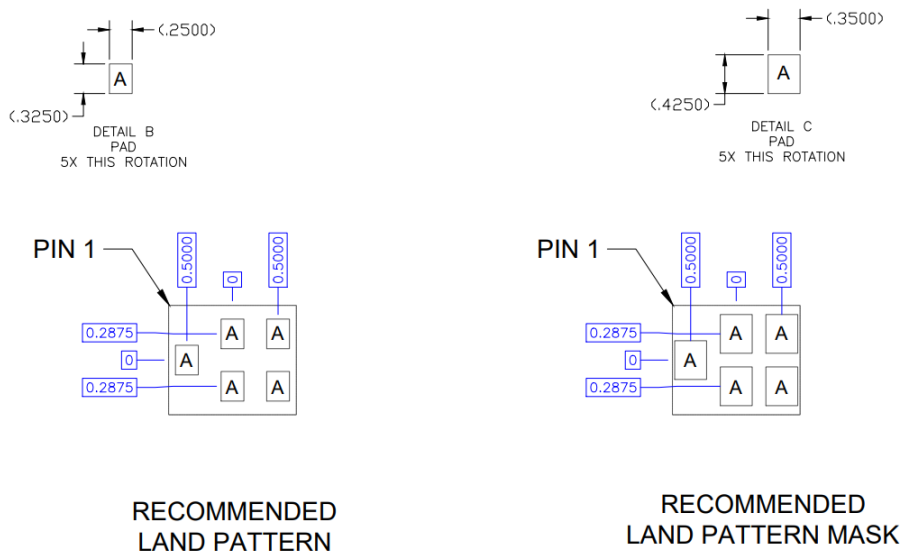 (.2500)
A
(.3250)
DETAIL B
PAD
5X THIS ROTATION
(.3500)
A
(.4250)
DETAIL C
PAD
5X THIS ROTATION
PIN 1
0.5000
0
0.5000
0.2875
A
A
0
A
0.2875
A
A
RECOMMENDED
LAND PATTERN
PIN 1
0.5000
0
0.5000
0.2875
A
A
0
A
0.2875
A
A
RECOMMENDED
LAND PATTERN MASK